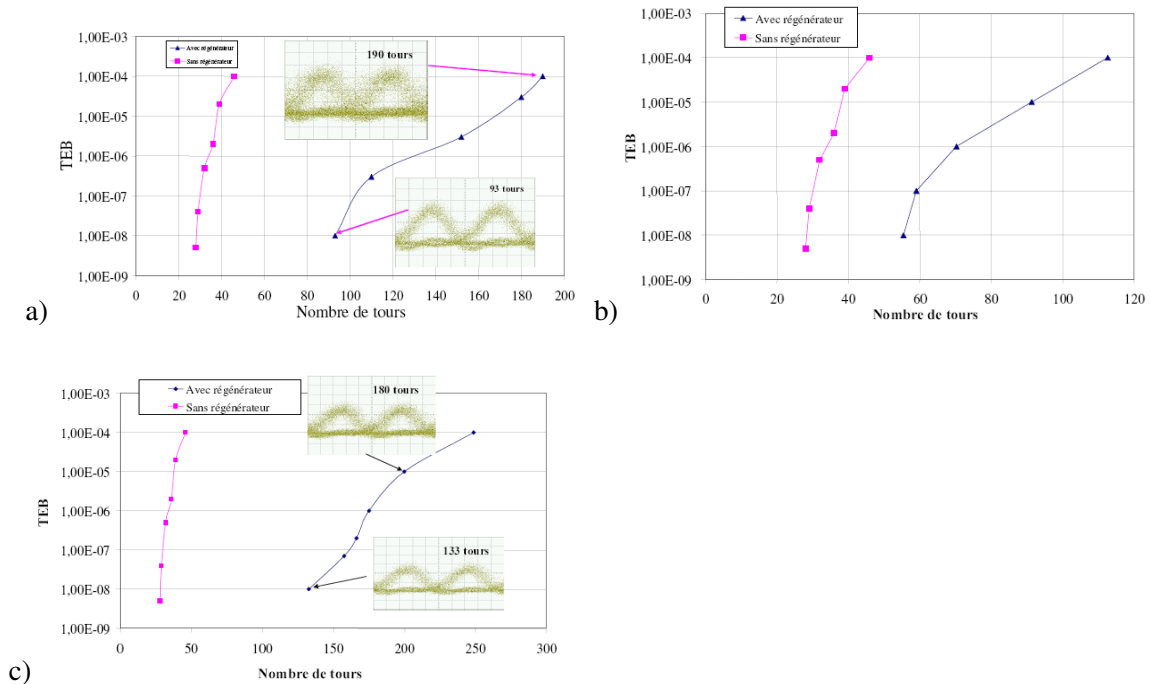 Avec régénérateur
Sans régénérateur
190 tours
93 tours
1,00E-03
1,00E-04
1,00E-05
1,00E-06
1,00E-07
1,00E-08
1,00E-09
TEB
0 20 40 60 80 100 120 140 160 180 200
Nombre de tours
a)
Avec régénérateur
Sans régénérateur
1,00E-03
1,00E-04
1,00E-05
1,00E-06
1,00E-07
1,00E-08
1,00E-09
TEB
0 20 40 60 80 100 120
Nombre de tours
b)
Avec régénérateur
Sans régénérateur
180 tours
133 tours
1,00E-03
1,00E-04
1,00E-05
1,00E-06
1,00E-07
1,00E-08
1,00E-09
TEB
0 50 100 150 200 250 300
Nombre de tours
c)